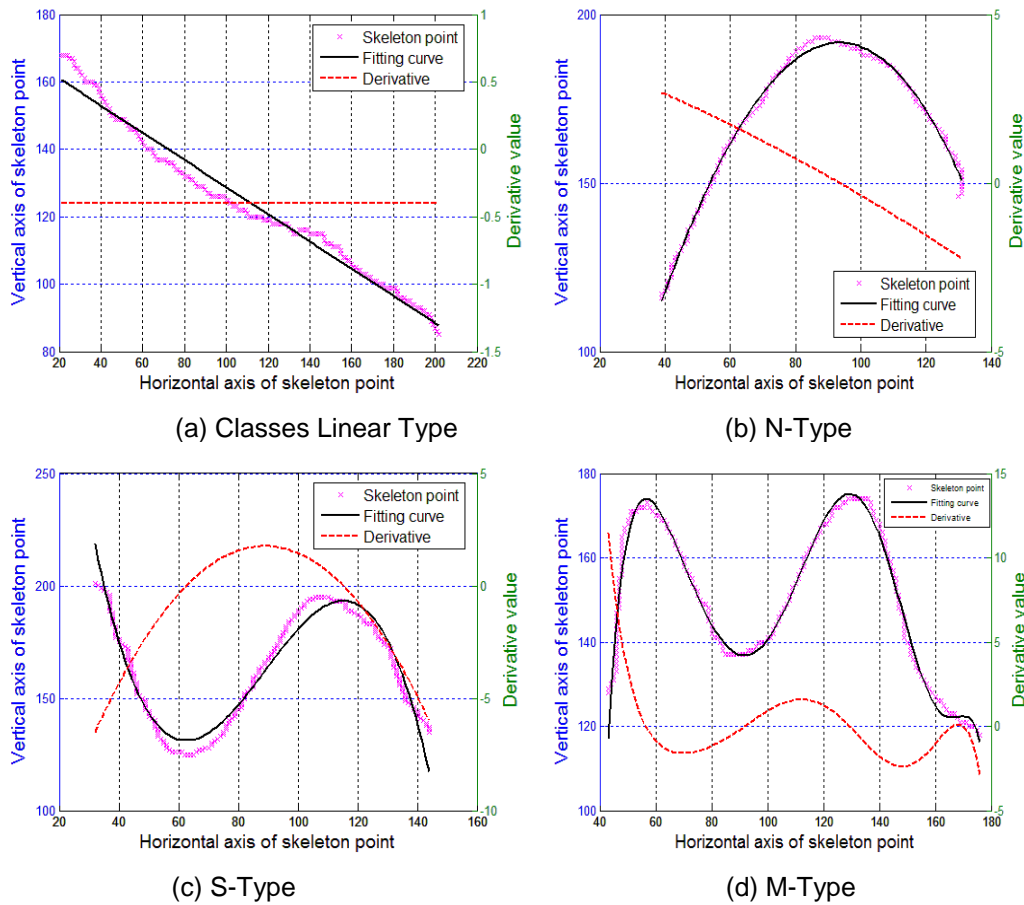 180
160
140
120
100
80
Vertical axis of skeleton point
1
0.5
0
-0.5
-1
-1.5
Derivative value
Skeleton point
Fitting curve
Derivative
20 40 60 80 100 120 140 160 180 200 220
Horizontal axis of skeleton point
(a) Classes Linear Type
200
150
100
Vertical axis of skeleton point
5
0
-5
Derivative value
Skeleton point
Fitting curve
Derivative
40 60 80 100 120 140
Horizontal axis of skeleton point
(b) N-Type
250
200
150
100
Vertical axis of skeleton point
5
0
-5
-10
Derivative value
Skeleton point
Fitting curve
Derivative
20 40 60 80 100 120 140 160
Horizontal axis of skeleton point
(c) S-Type
180
160
140
120
100
Vertical axis of skeleton point
15
10
5
0
-5
Derivative value
Skeleton point
Fitting curve
Derivative
40 60 80 100 120 140 160 180
Horizontal axis of skeleton point
(d) M-Type